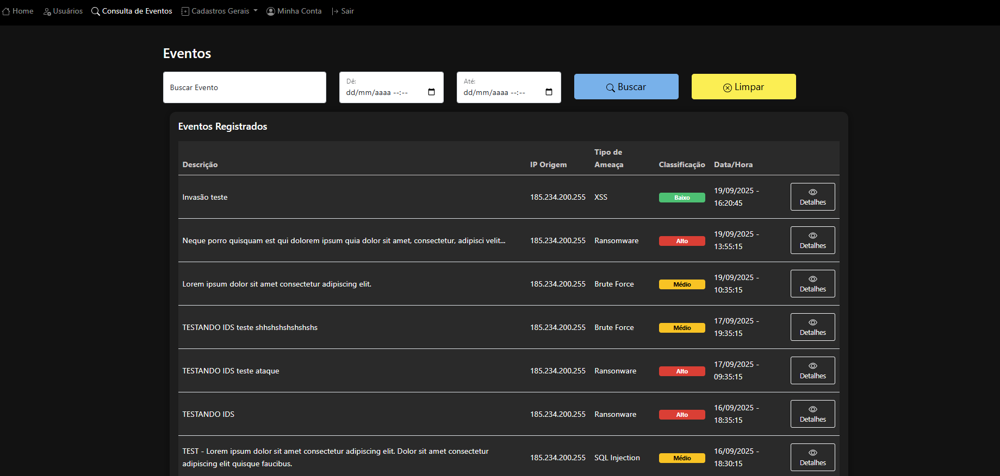 Home Usuários Consulta de Eventos Cadastros Gerais Minha Conta Sair
Eventos
Buscar Evento
Dê:
dd/mm/aaaa --:--
Até:
dd/mm/aaaa --:--
Buscar
Limpar
Eventos Registrados
Descrição IP Origem Tipo de Ameaça Classificação Data/Hora
Invasão teste 185.234.200.255 XSS Baixo 19/09/2025 - 16:20:45 Detalhes
Neque porro quisquam est qui dolorem ipsum quia dolor sit amet, consectetur, adipisci velit... 185.234.200.255 Ransomware Alto 19/09/2025 - 13:55:15 Detalhes
Lorem ipsum dolor sit amet consectetur adipiscing elit. 185.234.200.255 Brute Force Médio 19/09/2025 - 10:35:15 Detalhes
TESTANDO IDS teste shhshshshshshshs 185.234.200.255 Brute Force Médio 17/09/2025 - 19:35:15 Detalhes
TESTANDO IDS teste ataque 185.234.200.255 Ransonware Alto 17/09/2025 - 09:35:15 Detalhes
TESTANDO IDS 185.234.200.255 Ransonware Alto 16/09/2025 - 18:35:15 Detalhes
TEST - Lorem ipsum dolor sit amet consectetur adipiscing elit. Dolor sit amet consectetur
adipiscing elit quisque faucibus. 185.234.200.255 SQL Injection Médio 16/09/2025 - 18:30:15 Detalhes